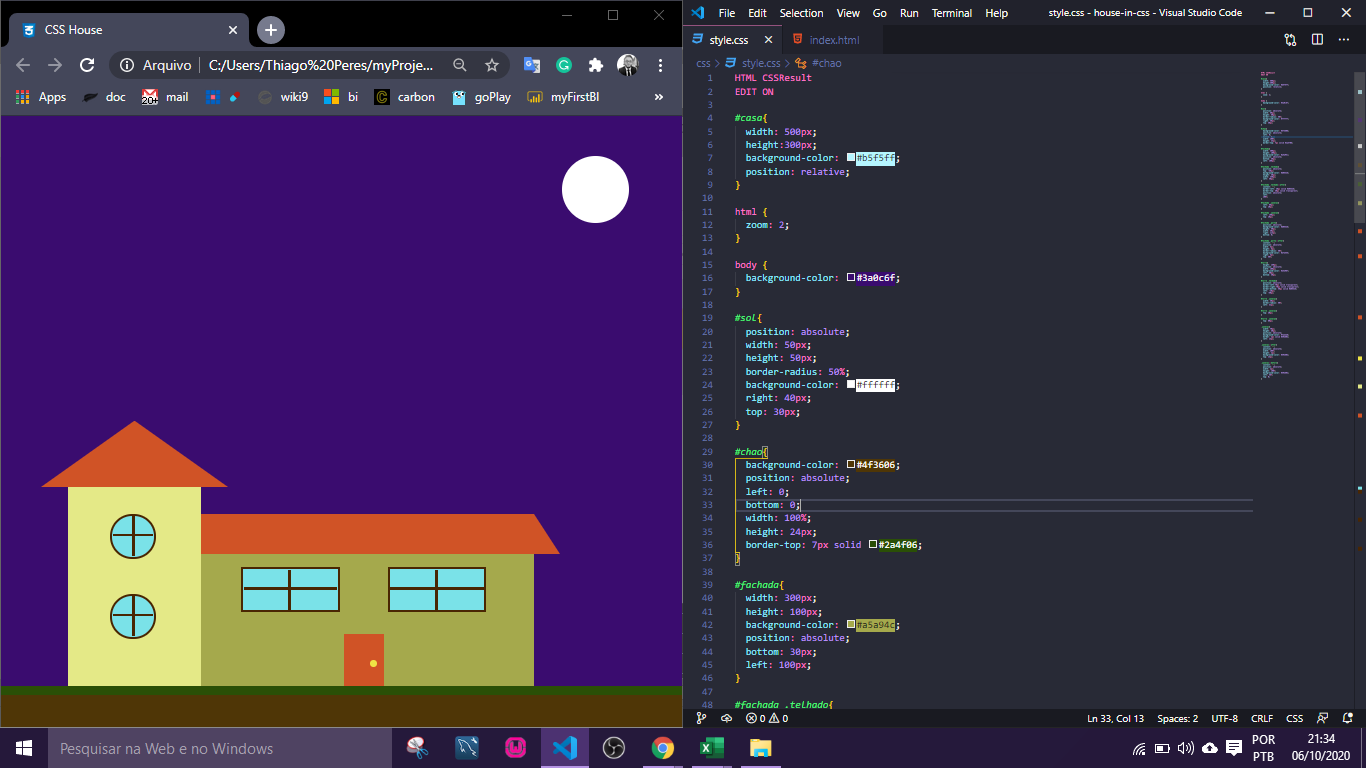 CSS House
Arquivo C:/Users/Thiago%20Peres/myProje...
Apps doc mail 20+ wiki9 bi carbon goPlay myFirstBI »
File Edit Selection View Go Run Terminal Help style.css - house-in-css - Visual Studio Code
style.css index.html
css > style.css > #chao
1 HTML CSSResult
2 EDIT ON
3
4 #casa{
5 width: 500px;
6 height:300px;
7 background-color: #b5f5ff;
8 position: relative;
9 }
10
11 html {
12 zoom: 2;
13 }
14
15 body {
16 background-color: #3a0c6f;
17 }
18
19 #sol{
20 position: absolute;
21 width: 50px;
22 height: 50px;
23 border-radius: 50%;
24 background-color: #ffffff;
25 right: 40px;
26 top: 30px;
27 }
28
29 #chao{
30 background-color: #4f3606;
31 position: absolute;
32 left: 0;
33 bottom: 0;
34 width: 100%;
35 height: 24px;
36 border-top: 7px solid #2a4f06;
37 }
38
39 #fachada{
40 width: 300px;
41 height: 100px;
42 background-color: #a5a94c;
43 position: absolute;
44 bottom: 30px;
45 left: 100px;
46 }
47
48 #fachada .telhado{
0 0 Ln 33, Col 13 Spaces: 2 UTF-8 CRLF CSS
Pesquisar na Web e no Windows
POR
PTB
21:34
06/10/2020